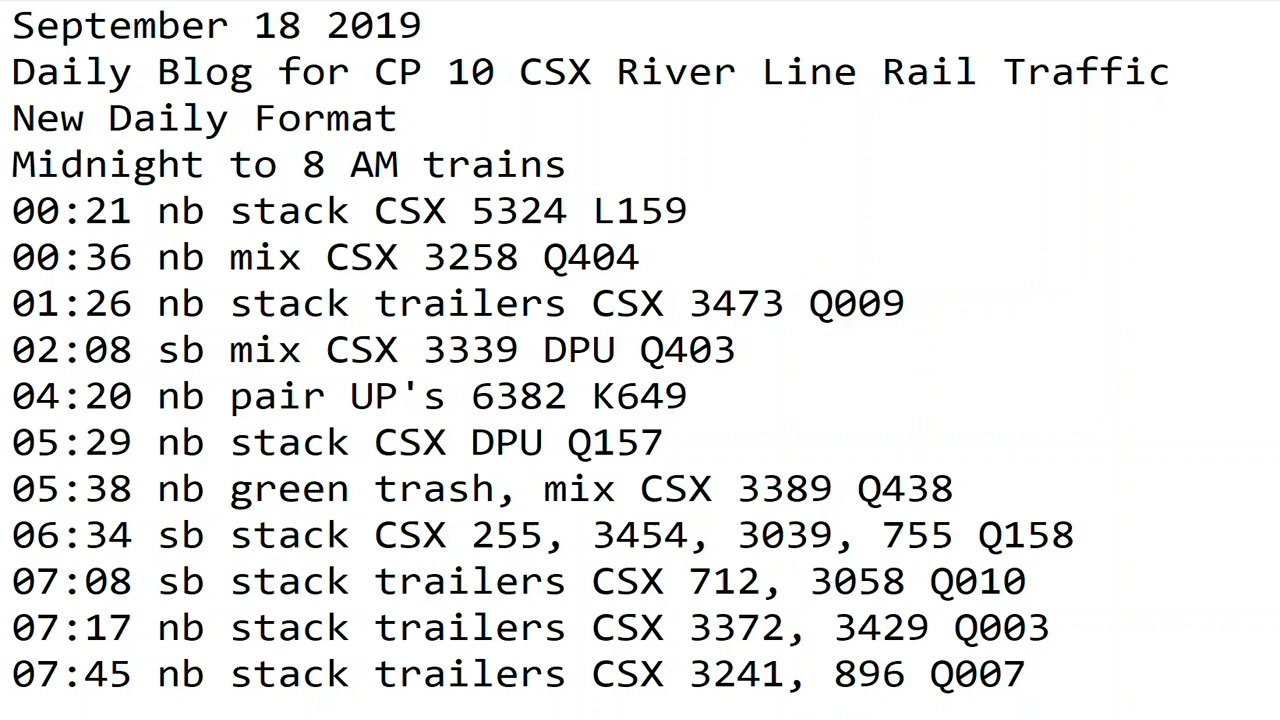 September 18 2019
Daily Blog for CP 10 CSX River Line Rail Traffic
New Daily Format
Midnight to 8 AM trains
00:21 nb stack CSX 5324 L159
00:36 nb mix CSX 3258 Q404
01:26 nb stack trailers CSX 3473 Q009
02:08 sb mix CSX 3339 DPU Q403
04:20 nb pair UP's 6382 K649
05:29 nb stack CSX DPU Q157
05:38 nb green trash, mix CSX 3389 Q438
06:34 sb stack CSX 255, 3454, 3039, 755 Q158
07:08 sb stack trailers CSX 712, 3058 Q010
07:17 nb stack trailers CSX 3372, 3429 Q003
07:45 nb stack trailers CSX 3241, 896 Q007